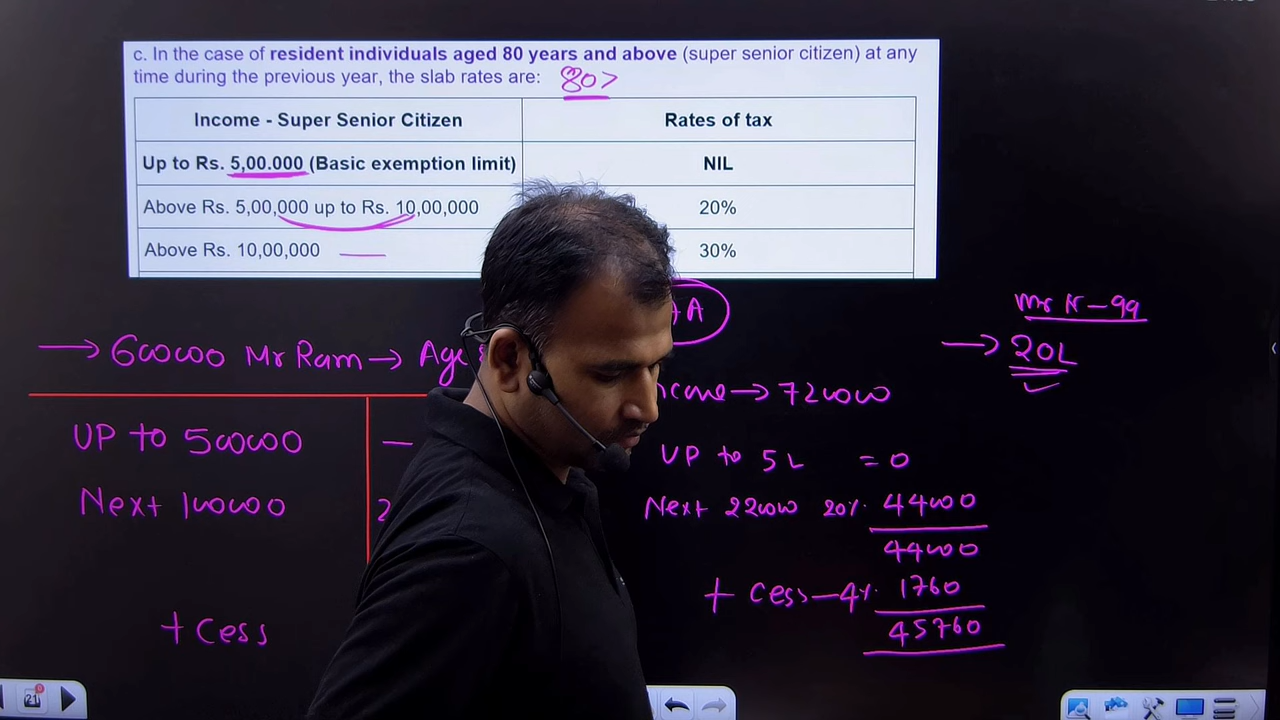 c. In the case of resident individuals aged 80 years and above (super senior citizen) at any
time during the previous year, the slab rates are: 80>
Income - Super Senior Citizen Rates of tax
Up to Rs. 5,00.000 (Basic exemption limit) NIL
Above Rs. 5,00,000 up to Rs. 10,00,000 20%
Above Rs. 10,00,000 30%
→ 600000 Mr Ram → Age
UP to 500000 —
Next 100000 2
+ Cess
A
→ 720000
UP to 5L = 0
Next 220000 20% 44000
44000
+ Cess — 4% 1760
45760
Mr N - 99
→ 20L
21